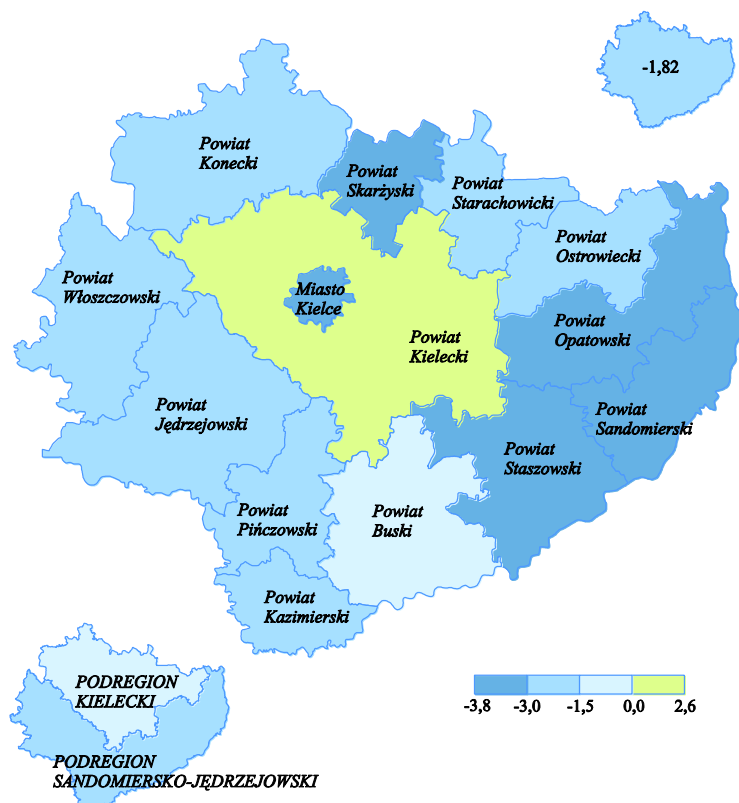 -1,82
Powiat
Konecki
Powiat
Skarżyski
Powiat
Starachowicki
Powiat
Ostrowiecki
Powiat
Włoszczowski
Miasto
Kielce
Powiat
Kielecki
Powiat
Opatowski
Powiat
Jędrzejowski
Powiat
Sandomierski
Powiat
Staszowski
Powiat
Pińczowski
Powiat
Buski
Powiat
Kazimierski
PODREGION
KIELECKI
PODREGION
SANDOMIERSKO-JĘDRZEJOWSKI
-3,8 -3,0 -1,5 0,0 2,6